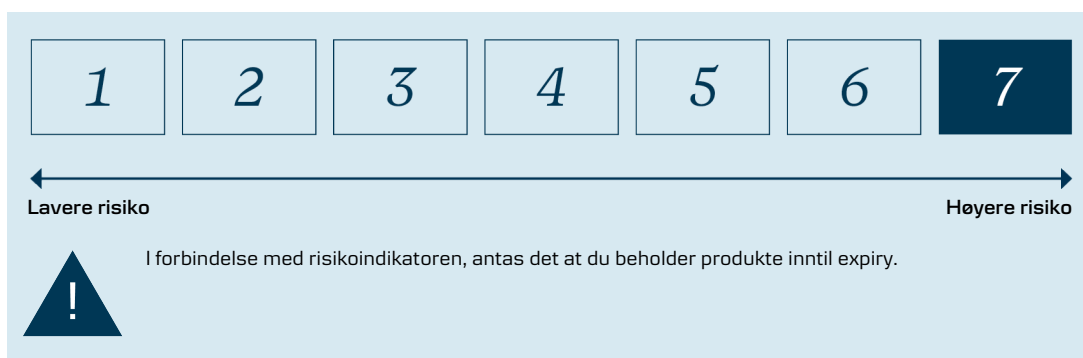 1 2 3 4 5 6 7
Lavere risiko Høyere risiko
I forbindelse med risikoindikatoren, antas det at du beholder produkte inntil expiry.
!